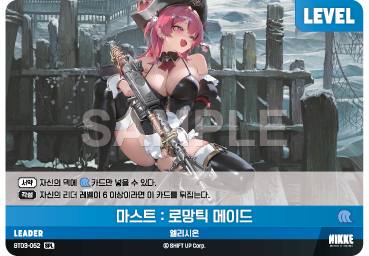 LEVEL
SAMPLE
서약 자신의 덱에 카드만 넣을 수 있다.
각성 자신의 리더 레벨이 6 이상이라면 이 카드를 뒤집는다.
마스트 : 로망틱 메이드
LEADER
엘리시온
BT03-052
ⓒ SHIFT UP Corp.
NIKKE